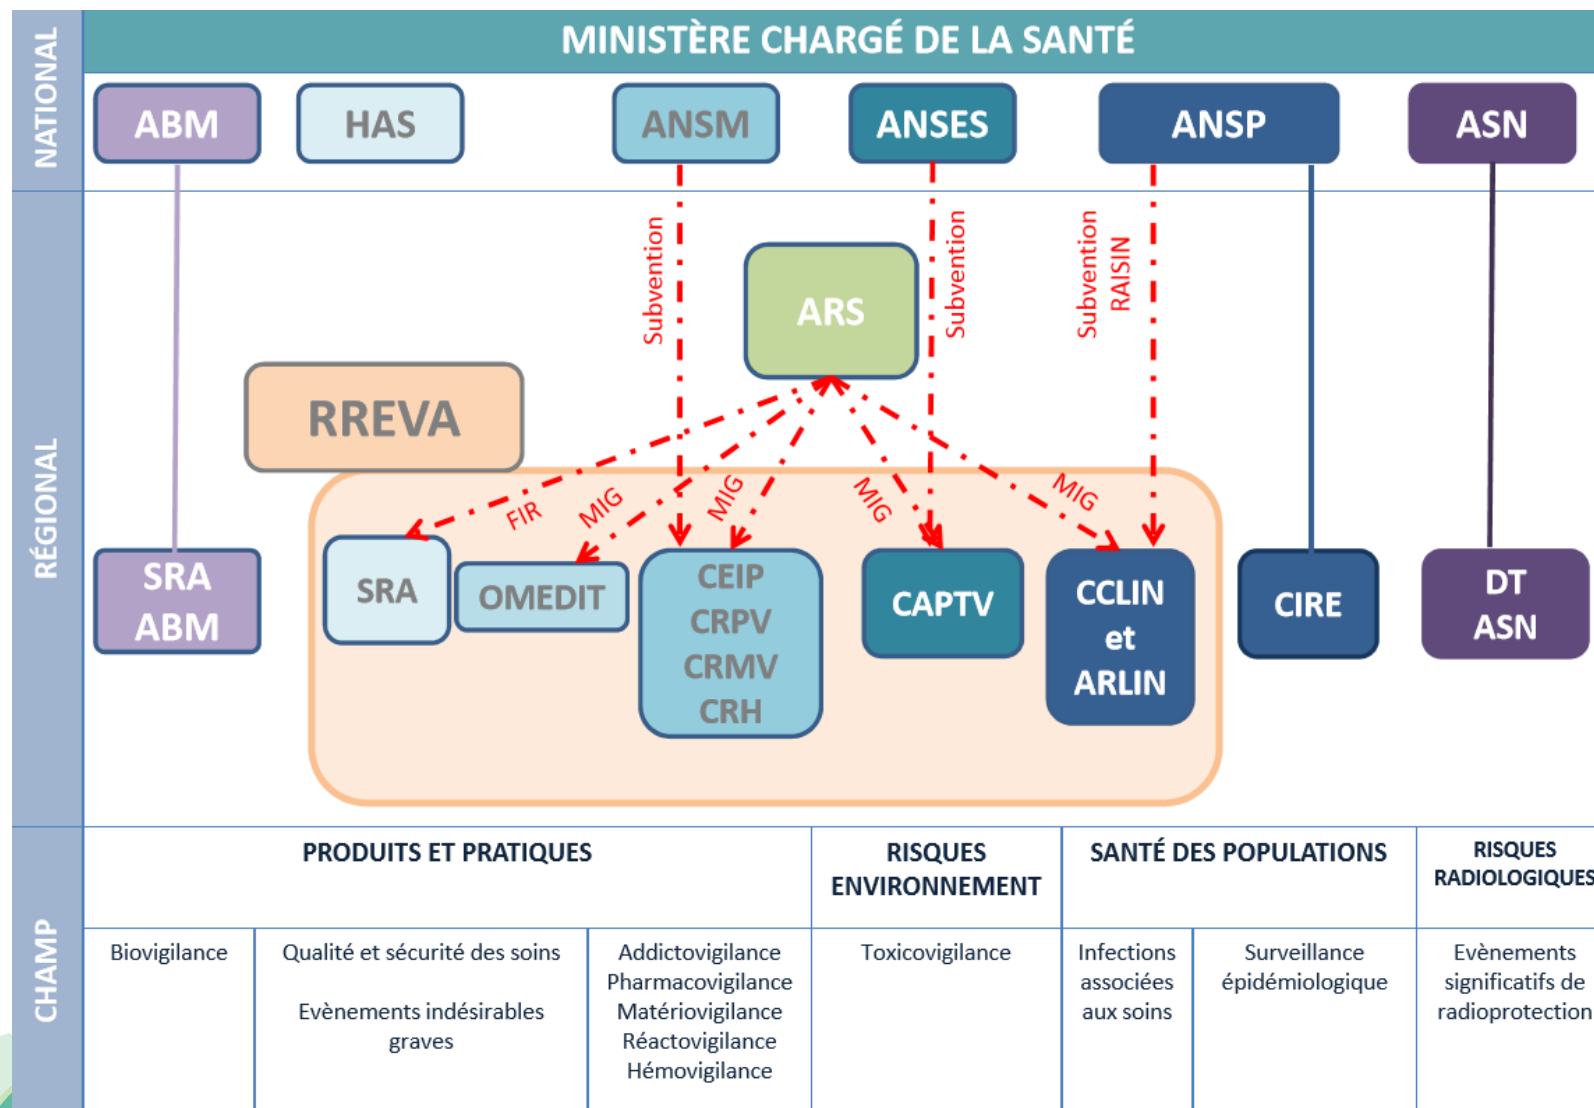 NATIONAL
MINISTÈRE CHARGÉ DE LA SANTÉ
ABM
HAS
ANSM
ANSES
ANSP
ASN
RÉGIONAL
Subvention
Subvention
Subvention
RAISIN
ARS
RREVA
FIR
MIG
MIG
MIG
MIG
SRA
ABM
SRA
OMEDIT
CEIP
CRPV
CRMV
CRH
CAPTV
CCLIN
et
ARLIN
CIRE
DT
ASN
CHAMP
PRODUITS ET PRATIQUES
RISQUES
ENVIRONNEMENT
SANTÉ DES POPULATIONS
RISQUES
RADIOLOGIQUES
Biovigilance
Qualité et sécurité des soins
Evènements indésirables
graves
Addictovigilance
Pharmacovigilance
Matériovigilance
Réactovigilance
Hémovigilance
Toxicovigilance
Infections
associées
aux soins
Surveillance
épidémiologique
Evènements
significatifs de
radioprotection